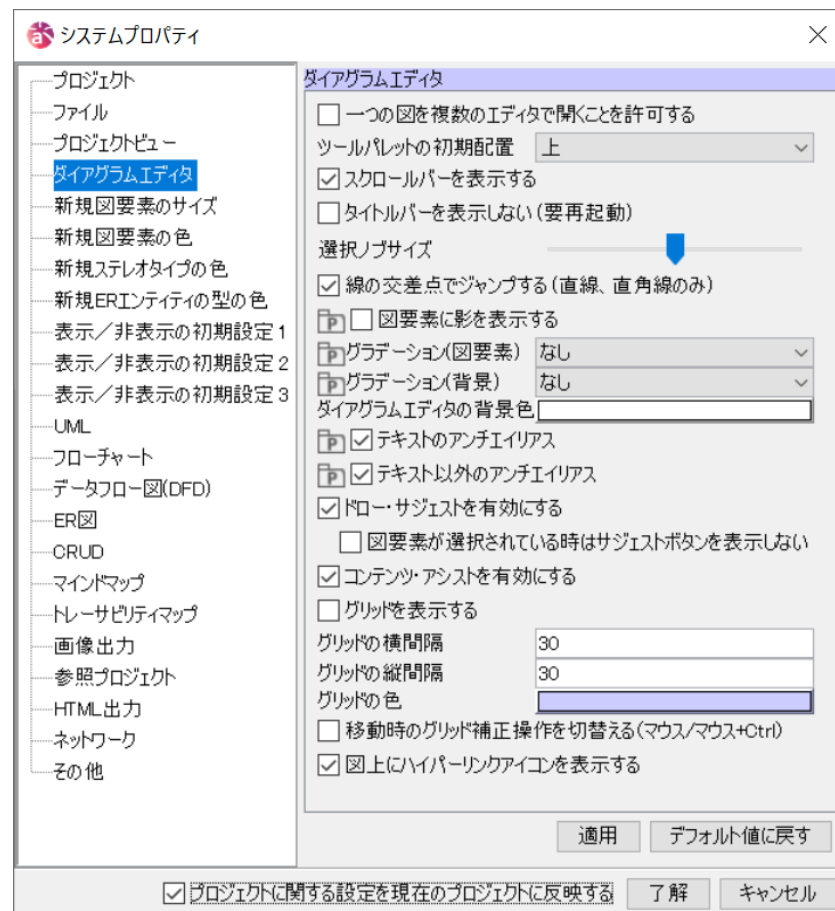 システムプロパティ
プロジェクト
ファイル
プロジェクトビュー
ダイアグラムエディタ
新規図要素のサイズ
新規図要素の色
新規ステレオタイプの色
新規ERエンティティの型の色
表示／非表示の初期設定1
表示／非表示の初期設定2
表示／非表示の初期設定3
UML
フローチャート
データフロー図(DFD)
ER図
CRUD
マインドマップ
トレーサビリティマップ
画像出力
参照プロジェクト
HTML出力
ネットワーク
その他
ダイアグラムエディタ
一つの図を複数のエディタで開くことを許可する
ツールパレットの初期配置 上
スクロールバーを表示する
タイトルバーを表示しない(要再起動)
選択ノブサイズ
線の交差点でジャンプする(直線、直角線のみ)
図要素に影を表示する
グラデーション(図要素) なし
グラデーション(背景) なし
ダイアグラムエディタの背景色
テキストのアンチエイリアス
テキスト以外のアンチエイリアス
ドロー・サジェストを有効にする
図要素が選択されている時はサジェストボタンを表示しない
コンテンツ・アシストを有効にする
グリッドを表示する
グリッドの横間隔 30
グリッドの縦間隔 30
グリッドの色
移動時のグリッド補正操作を切替える(マウス/マウス+Ctrl)
図上にハイパーリンクアイコンを表示する
適用 デフォルト値に戻す
プロジェクトに関する設定を現在のプロジェクトに反映する 了解 キャンセル